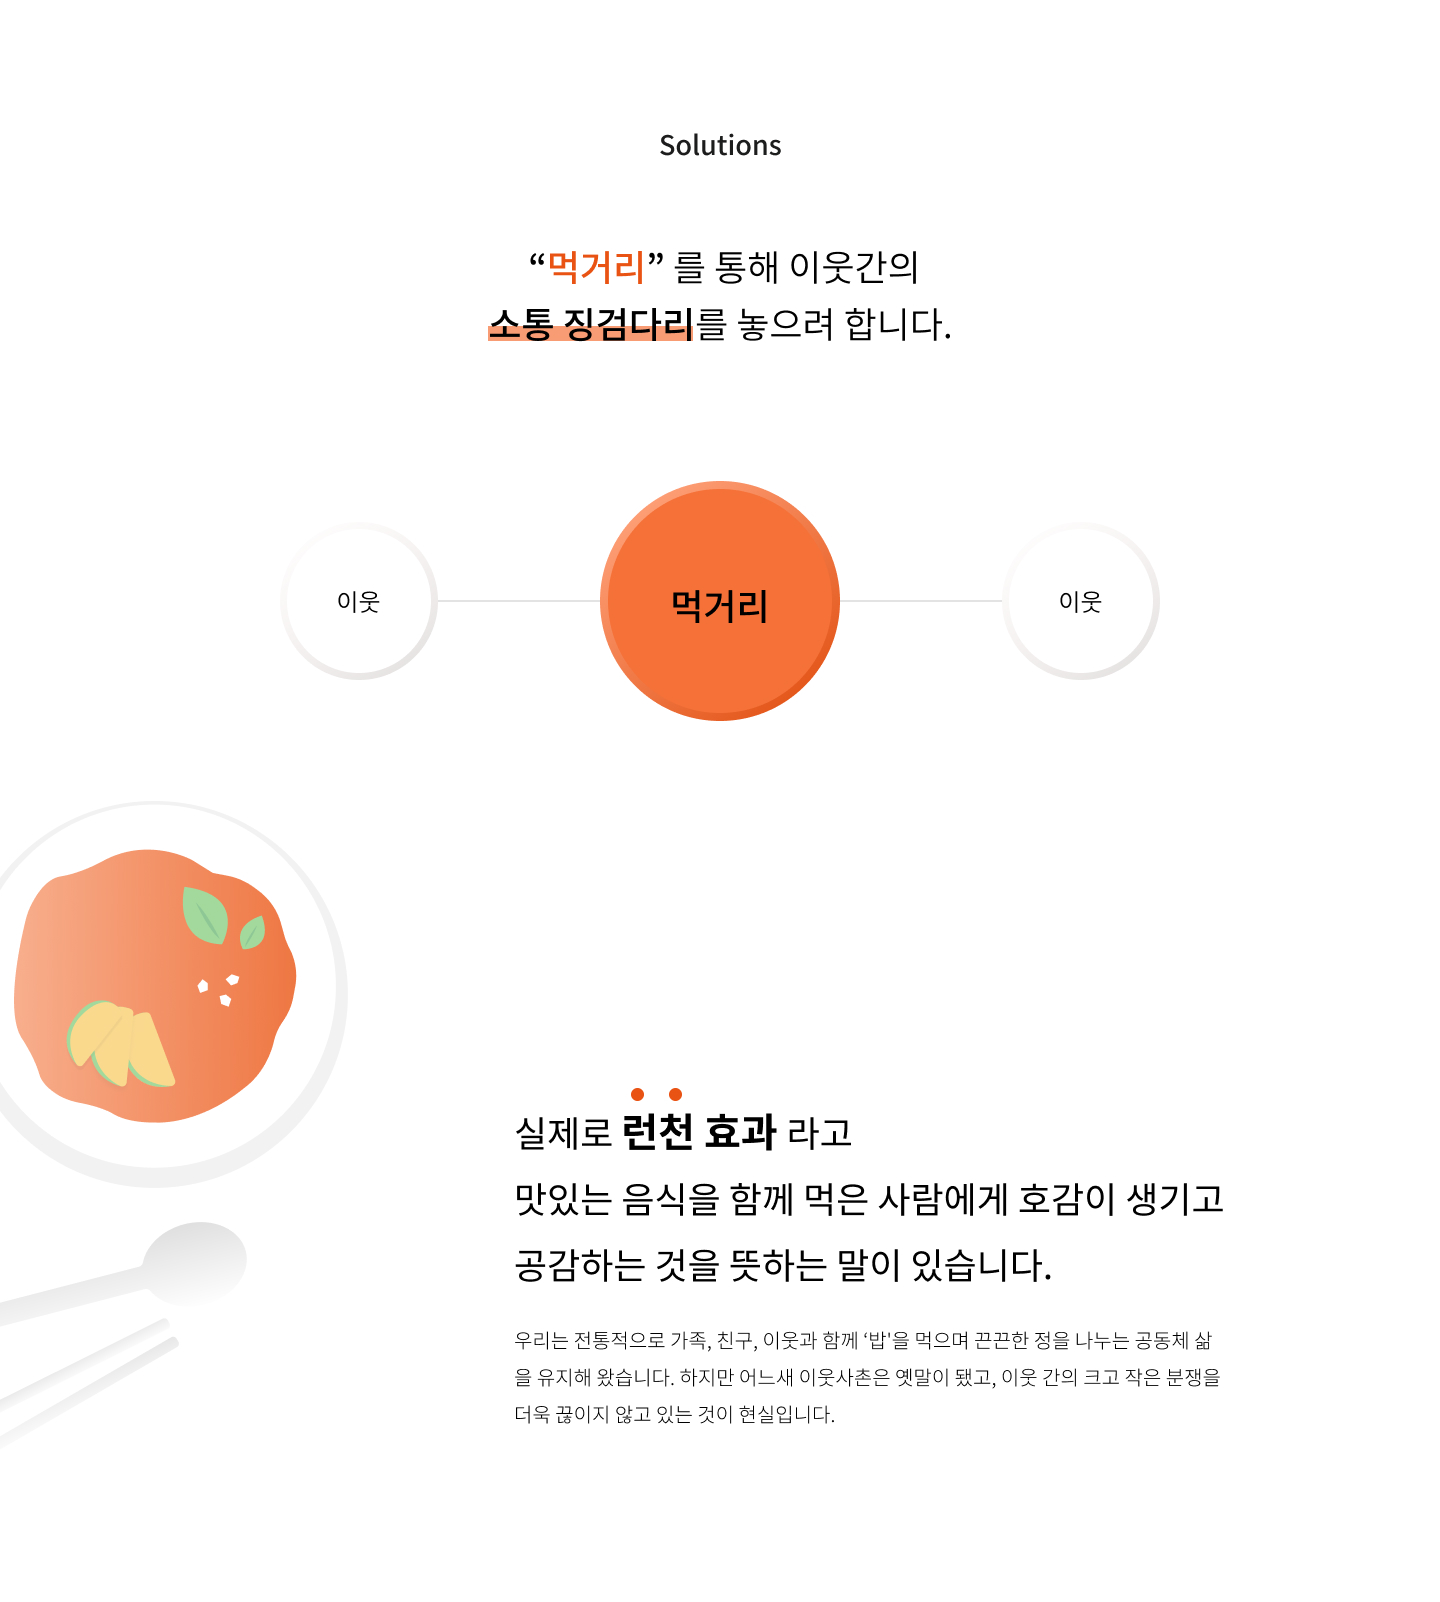 Solutions
“먹거리” 를 통해 이웃간의
소통 징검다리를 놓으려 합니다.
이웃
먹거리
이웃
실제로 런천 효과 라고
맛있는 음식을 함께 먹은 사람에게 호감이 생기고
공감하는 것을 뜻하는 말이 있습니다.
우리는 전통적으로 가족, 친구, 이웃과 함께 ‘밥'을 먹으며 끈끈한 정을 나누는 공동체 삶
을 유지해 왔습니다. 하지만 어느새 이웃사촌은 옛말이 됐고, 이웃 간의 크고 작은 분쟁을
더욱 끊이지 않고 있는 것이 현실입니다.